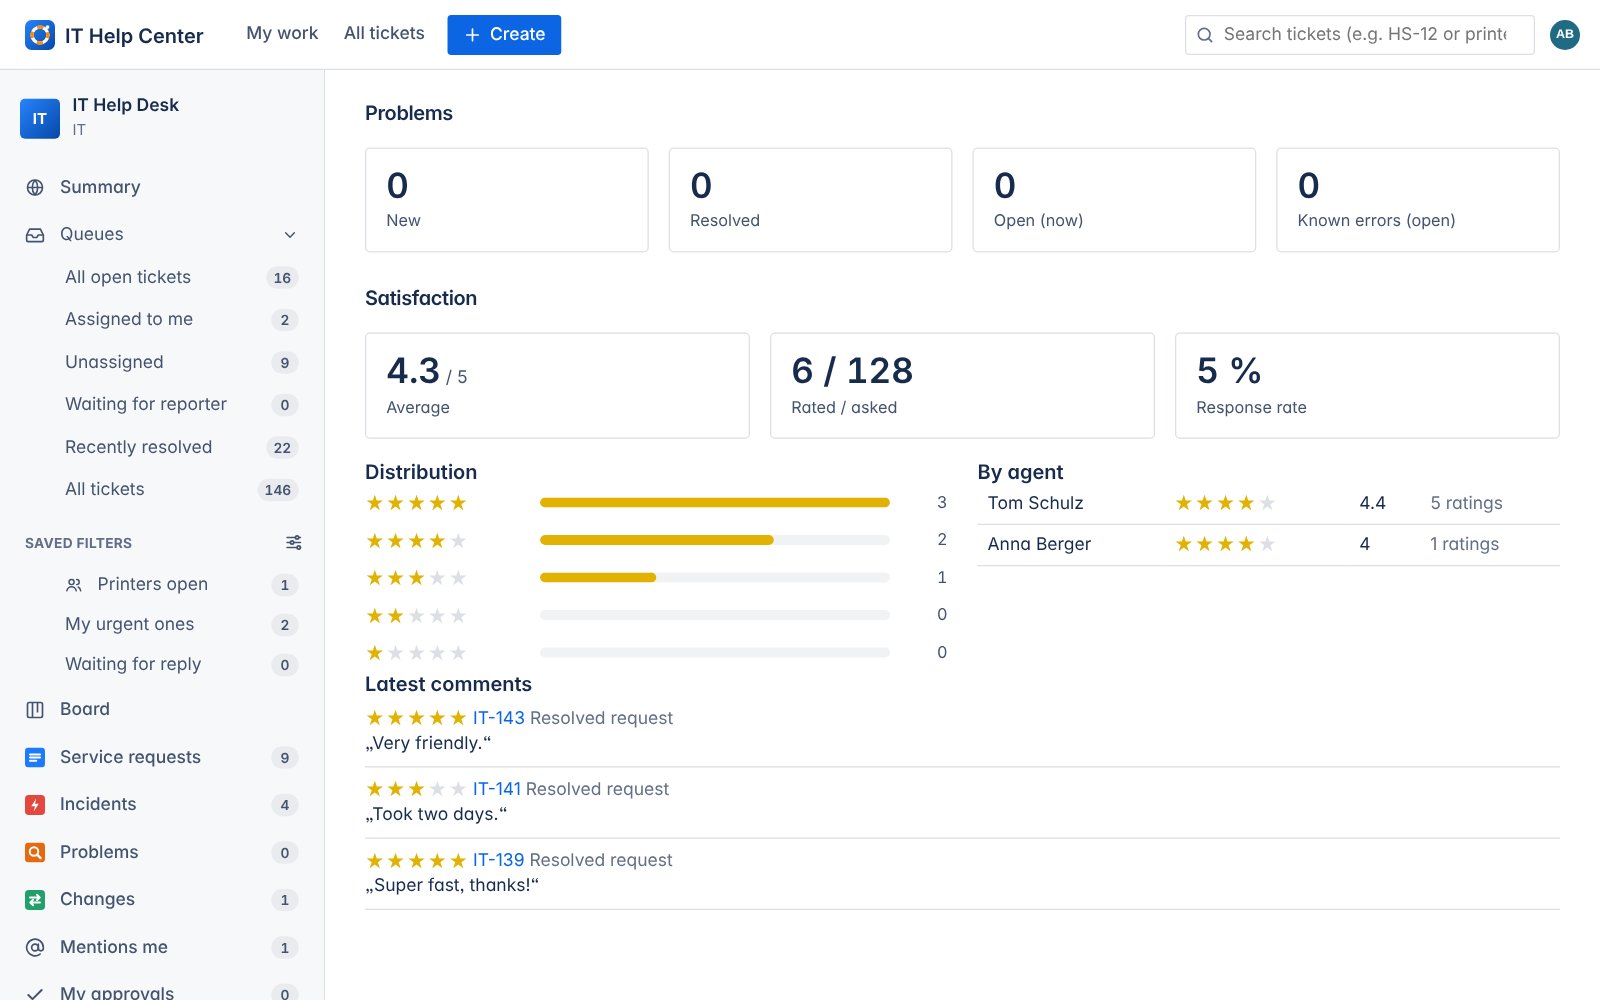 IT Help Center
My work
All tickets
Create
Search tickets (e.g. HS-12 or printe
AB
IT
IT Help Desk
IT
Summary
Queues
All open tickets 16
Assigned to me 2
Unassigned 9
Waiting for reporter 0
Recently resolved 22
All tickets 146
SAVED FILTERS
Printers open 1
My urgent ones 2
Waiting for reply 0
Board
Service requests 9
Incidents 4
Problems 0
Changes 1
Mentions me 1
My approvals 0
Problems
0
New
0
Resolved
0
Open (now)
0
Known errors (open)
Satisfaction
4.3 / 5
Average
6 / 128
Rated / asked
5 %
Response rate
Distribution
3
2
1
0
0
By agent
Tom Schulz 4.4 5 ratings
Anna Berger 4 1 ratings
Latest comments
IT-143 Resolved request
„Very friendly.“
IT-141 Resolved request
„Took two days.“
IT-139 Resolved request
„Super fast, thanks!“